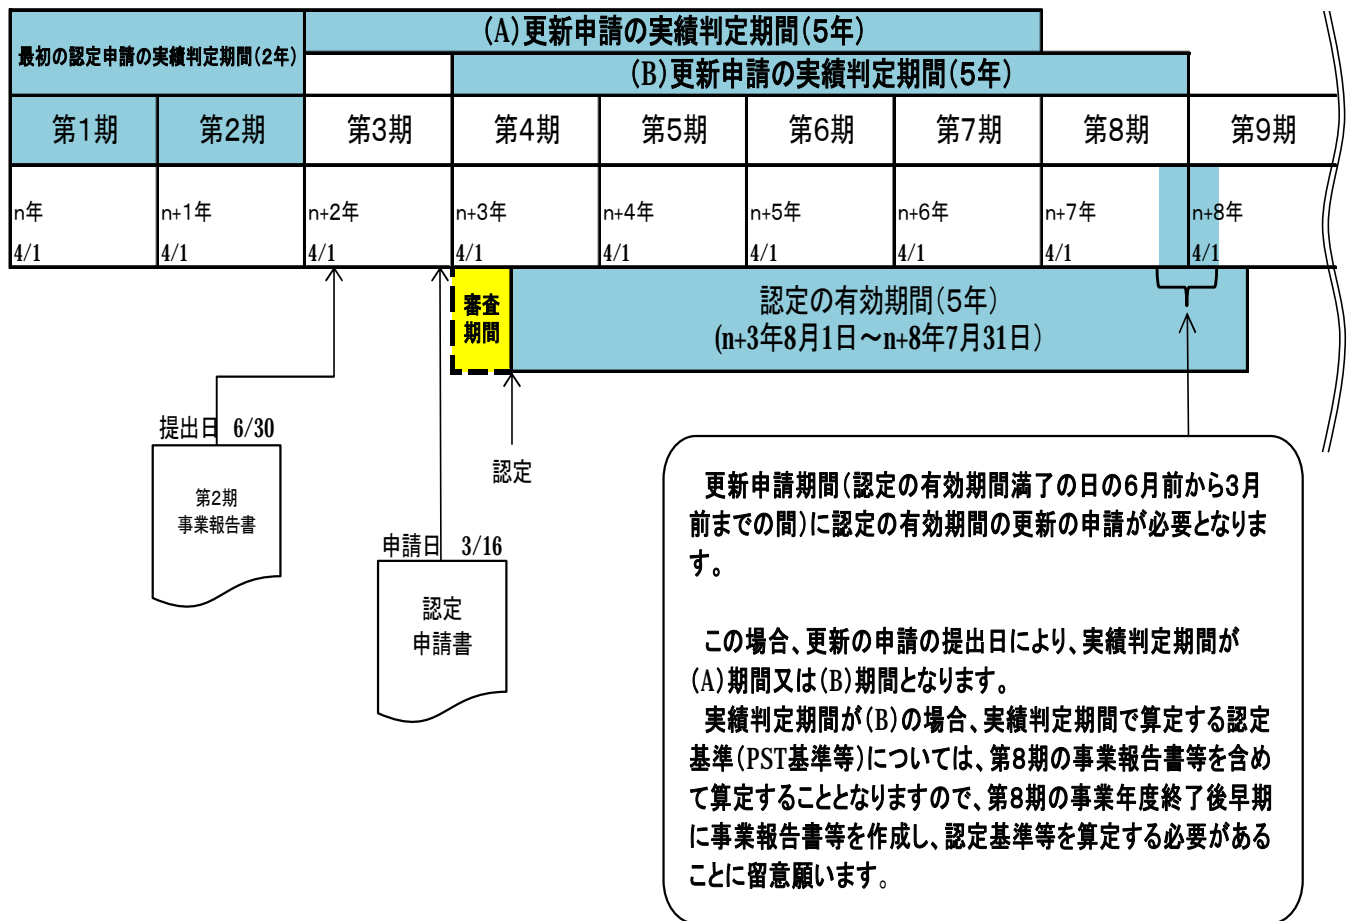 (A)更新申請の実績判定期間(5年)
最初の認定申請の実績判定期間(2年)
(B)更新申請の実績判定期間(5年)
第1期 第2期 第3期 第4期 第5期 第6期 第7期 第8期 第9期
n年 n+1年 n+2年 n+3年 n+4年 n+5年 n+6年 n+7年 n+8年
4/1 4/1 4/1 4/1 4/1 4/1 4/1 4/1 4/1
審査
期間
認定の有効期間(5年)
(n+3年8月1日～n+8年7月31日)
提出日 6/30
第2期
事業報告書
認定
申請日 3/16
認定
申請書
更新申請期間(認定の有効期間満了の日の6月前から3月
前までの間)に認定の有効期間の更新の申請が必要となりま
す。
この場合、更新の申請の提出日により、実績判定期間が
(A)期間又は(B)期間となります。
実績判定期間が(B)の場合、実績判定期間で算定する認定
基準(PST基準等)については、第8期の事業報告書等を含め
て算定することとなりますので、第8期の事業年度終了後早期
に事業報告書等を作成し、認定基準等を算定する必要がある
ことに留意願います。